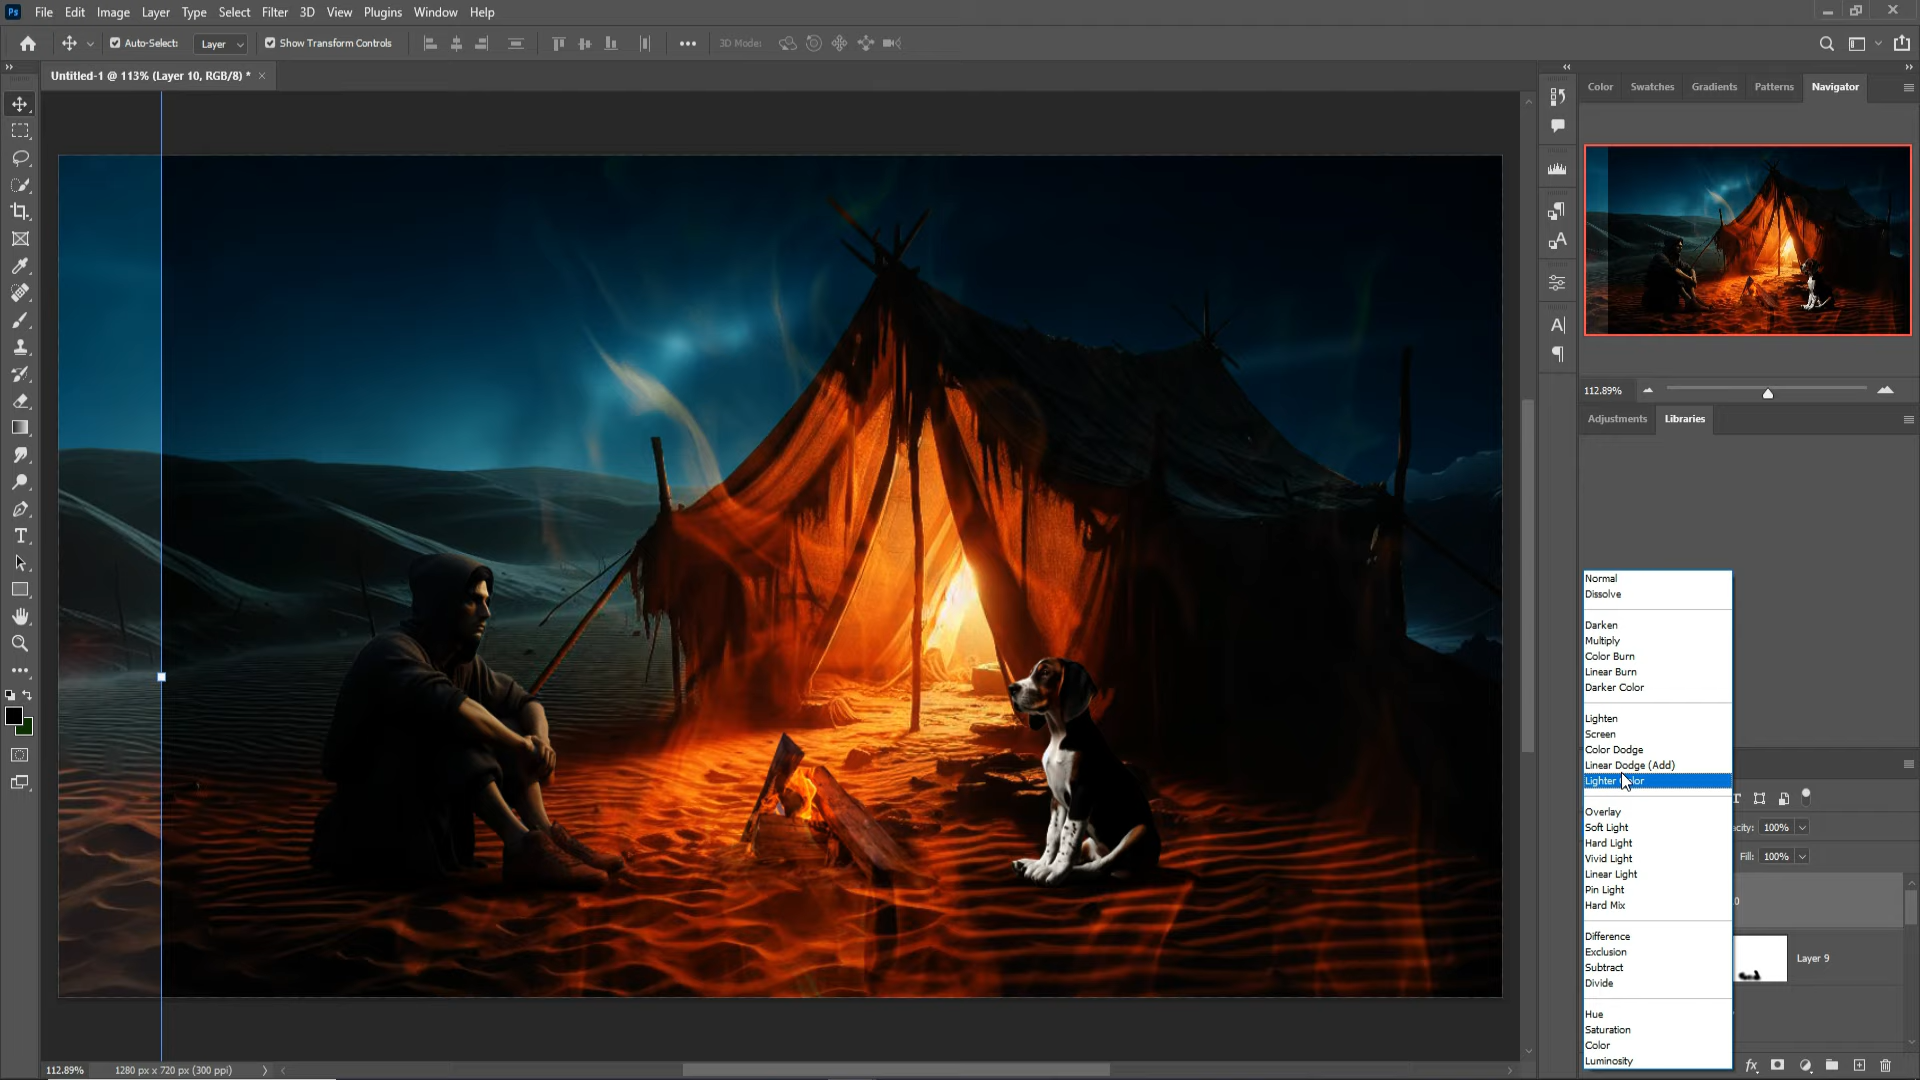 Ps File Edit Image Layer Type Select Filter 3D View Plugins Window Help
Auto-Select: Layer Show Transform Controls 3D Mode:
Untitled-1 @ 113% (Layer 10, RGB/8) *
Color Swatches Gradients Patterns Navigator
112.89%
Adjustments Libraries
Normal
Dissolve
Darken
Multiply
Color Burn
Linear Burn
Darker Color
Lighten
Screen
Color Dodge
Linear Dodge (Add)
Lighter Color
Overlay
Soft Light
Hard Light
Vivid Light
Linear Light
Pin Light
Hard Mix
Difference
Exclusion
Subtract
Divide
Hue
Saturation
Color
Luminosity
100%
Fill: 100%
Layer 9
112.89% 1280 px x 720 px (300 ppi)